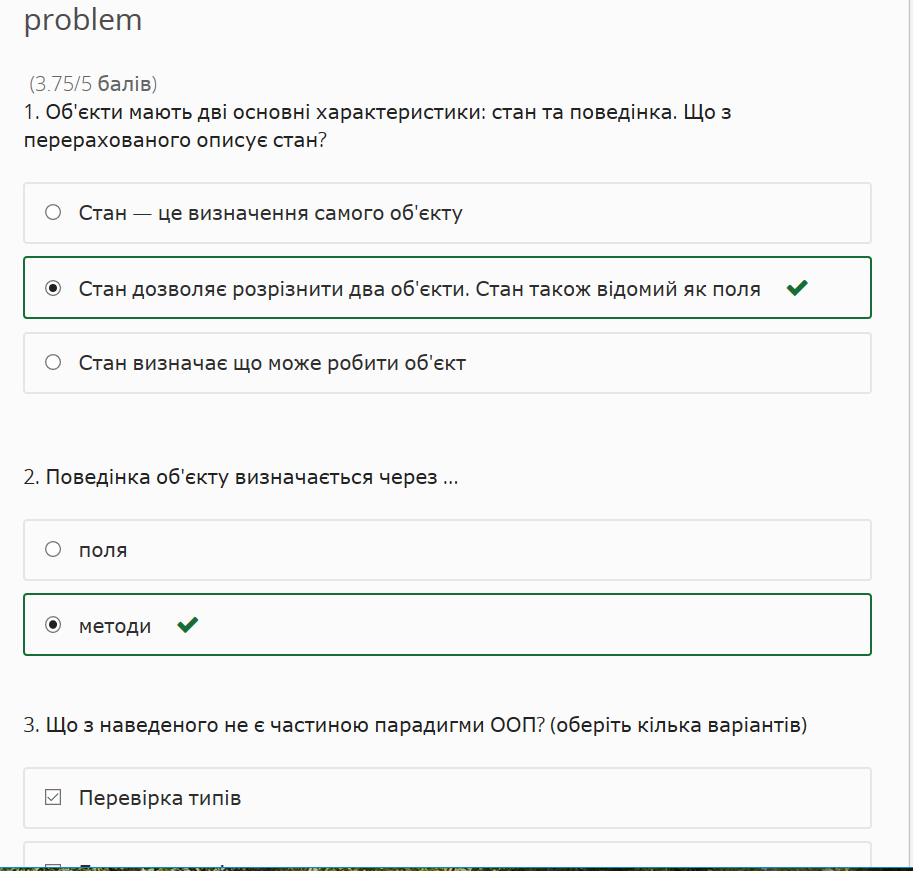 problem
(3.75/5 балів)
1. Об'єкти мають дві основні характеристики: стан та поведінка. Що з
перерахованого описує стан?
Стан — це визначення самого об'єкту
Стан дозволяє розрізнити два об'єкти. Стан також відомий як поля
Стан визначає що може робити об'єкт
2. Поведінка об'єкту визначається через ...
поля
методи
3. Що з наведеного не є частиною парадигми ООП? (оберіть кілька варіантів)
Перевірка типів